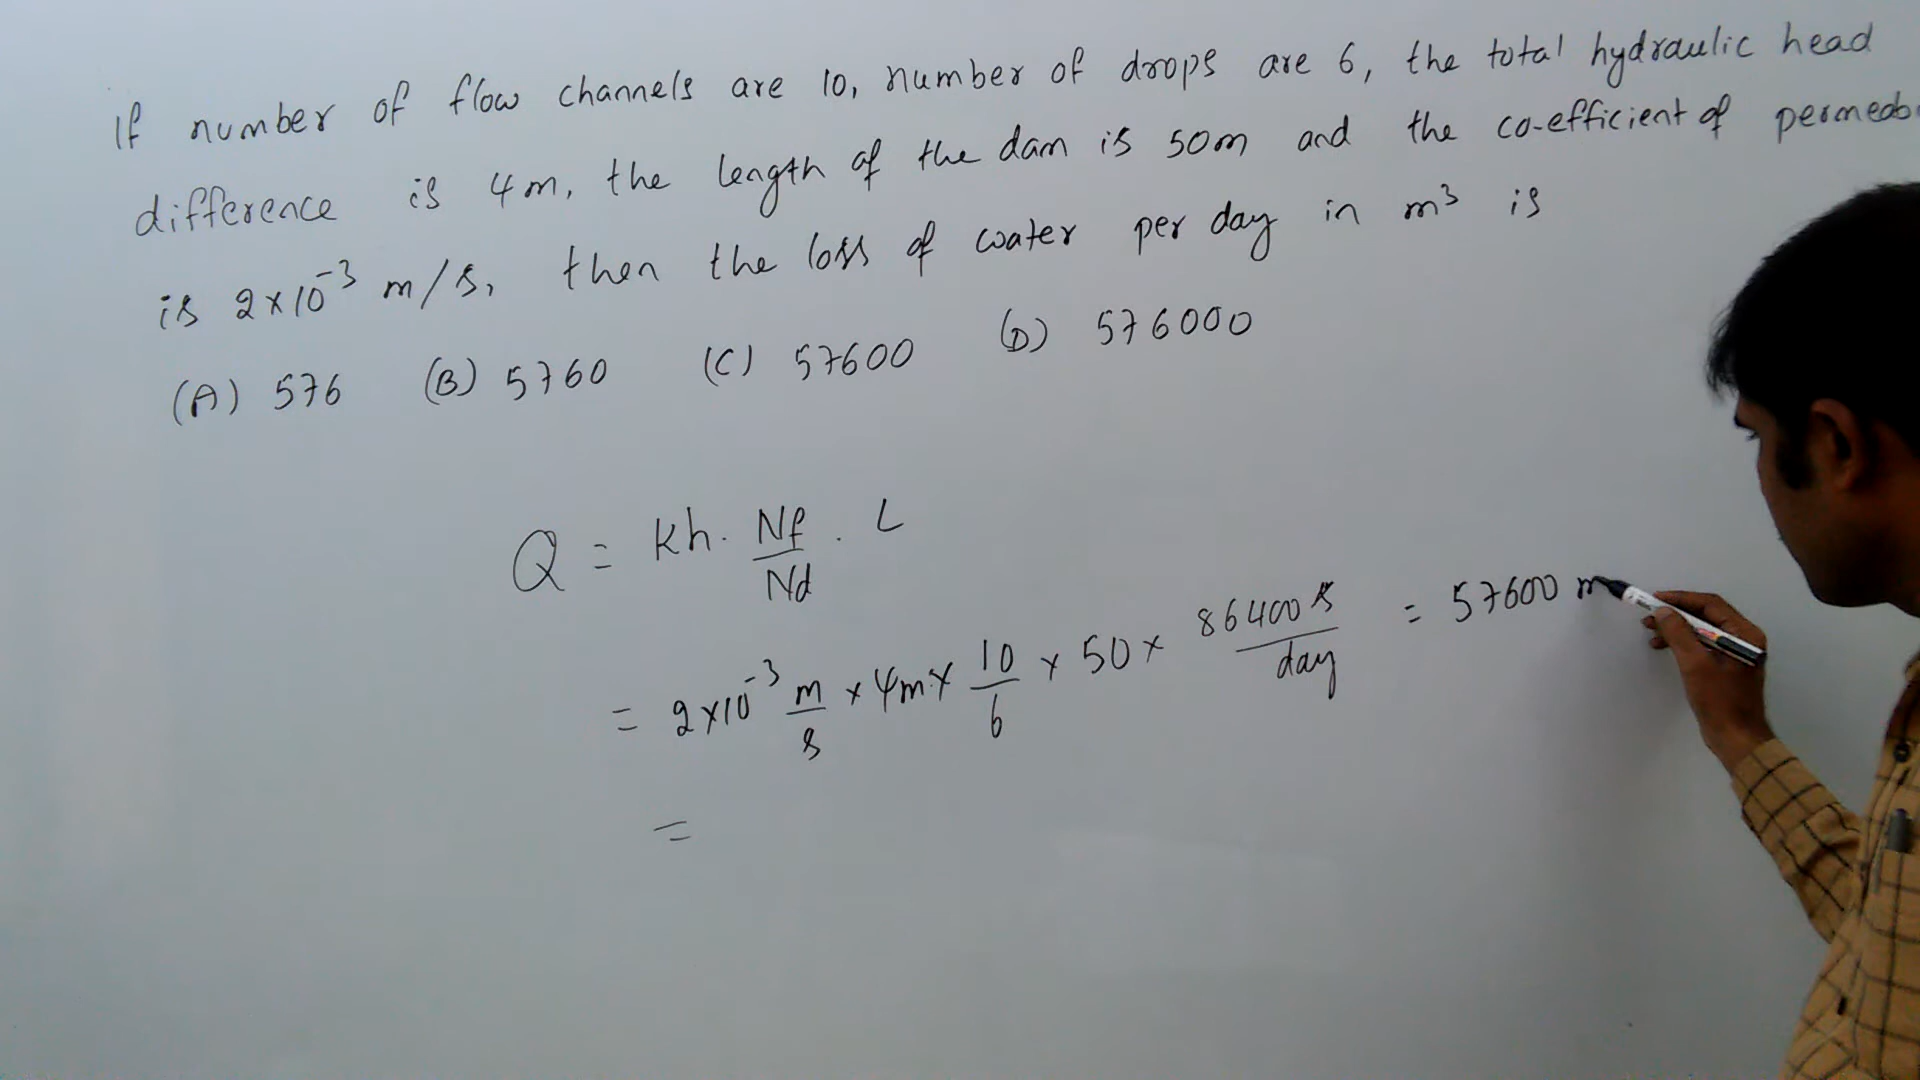 If number of flow channels are 10, number of drops are 6, the total hydraulic head
difference is 4m, the length of the dam is 50m and the co-efficient of permeab
is 2×10⁻³ m/s, then the loss of water per day in m³ is
(A) 576 (B) 5760 (C) 57600 (D) 576000
Q = kh. Nf/Nd . L
= 2×10⁻³ m/s × 4m × 10/6 × 50 × 86400 s/day = 57600 m
=